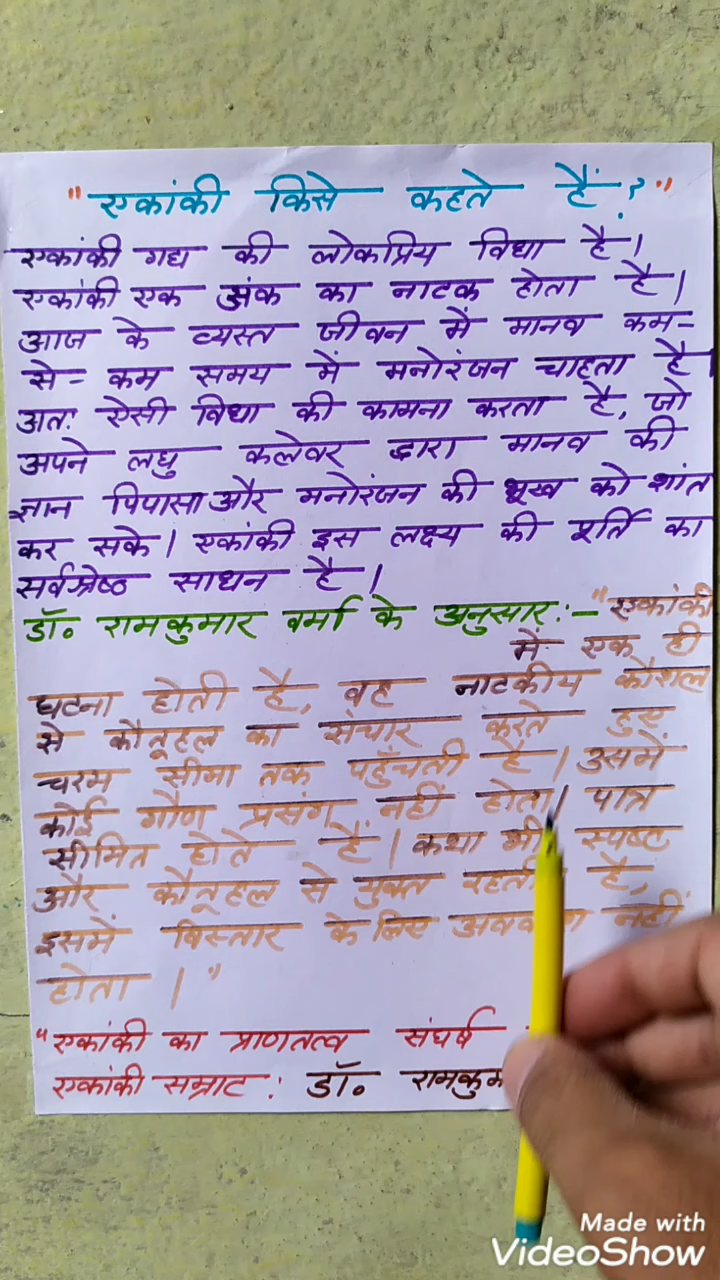 "एकांकी किसे कहते हैं?"
एकांकी गद्य की लोकप्रिय विधा है।
एकांकी एक अंक का नाटक होता है।
आज के व्यस्त जीवन में मानव कम-
से-कम समय में मनोरंजन चाहता है।
अतः ऐसी विधा की कामना करता है, जो
अपने लघु कलेवर द्वारा मानव की
ज्ञान पिपासा और मनोरंजन की भूख को शांत
कर सके। एकांकी इस लक्ष्य की पूर्ति का
सर्वश्रेष्ठ साधन है।
डॉ० रामकुमार वर्मा के अनुसार:- "एकांकी
में एक ही
घटना होती है, वह नाटकीय कौशल
से कौतूहल का संचार करते हुए
चरम सीमा तक पहुँचती है। उसमें
कोई गौण प्रसंग नहीं होता। पात्र
सीमित होते हैं। कथा भी स्पष्ट
और कौतूहल से युक्त रहती है,
इसमें विस्तार के लिए नहीं
होता।"
"एकांकी का प्राणतत्व संघर्ष
एकांकी सम्राट: डॉ०
Made with
VideoShow